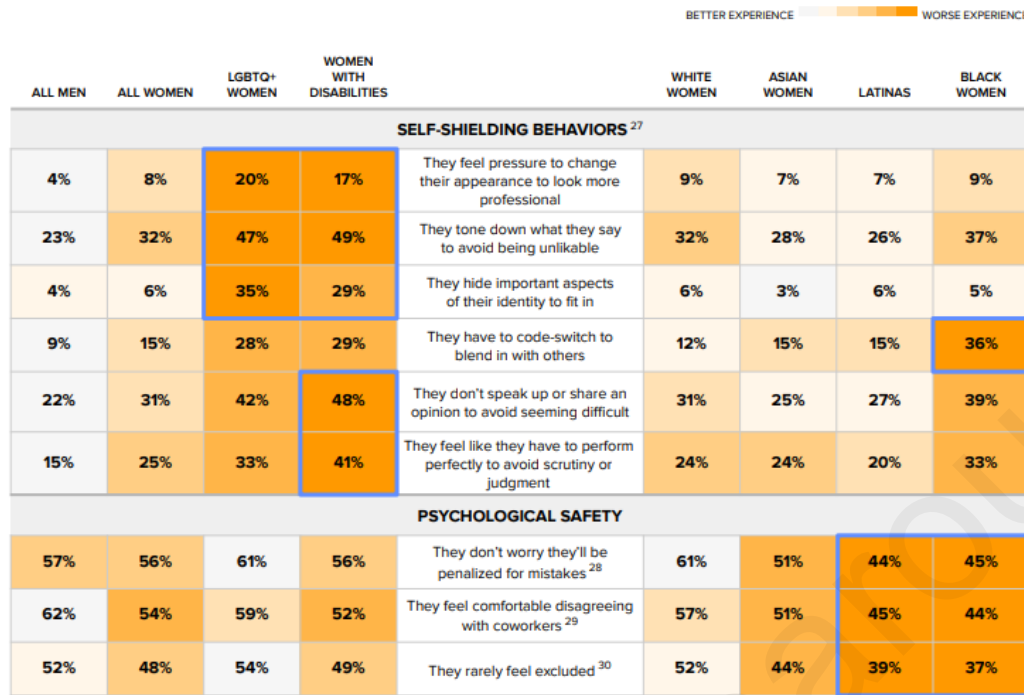 BETTER EXPERIENCE WORSE EXPERIENCE
ALL MEN ALL WOMEN LGBTQ+ WOMEN WOMEN WITH DISABILITIES WHITE WOMEN ASIAN WOMEN LATINAS BLACK WOMEN
SELF-SHIELDING BEHAVIORS 27
4% 8% 20% 17% They feel pressure to change their appearance to look more professional 9% 7% 7% 9%
23% 32% 47% 49% They tone down what they say to avoid being unlikable 32% 28% 26% 37%
4% 6% 35% 29% They hide important aspects of their identity to fit in 6% 3% 6% 5%
9% 15% 28% 29% They have to code-switch to blend in with others 12% 15% 15% 36%
22% 31% 42% 48% They don't speak up or share an opinion to avoid seeming difficult 31% 25% 27% 39%
15% 25% 33% 41% They feel like they have to perform perfectly to avoid scrutiny or judgment 24% 24% 20% 33%
PSYCHOLOGICAL SAFETY
57% 56% 61% 56% They don't worry they'll be penalized for mistakes 28 61% 51% 44% 45%
62% 54% 59% 52% They feel comfortable disagreeing with coworkers 29 57% 51% 45% 44%
52% 48% 54% 49% They rarely feel excluded 30 52% 44% 39% 37%